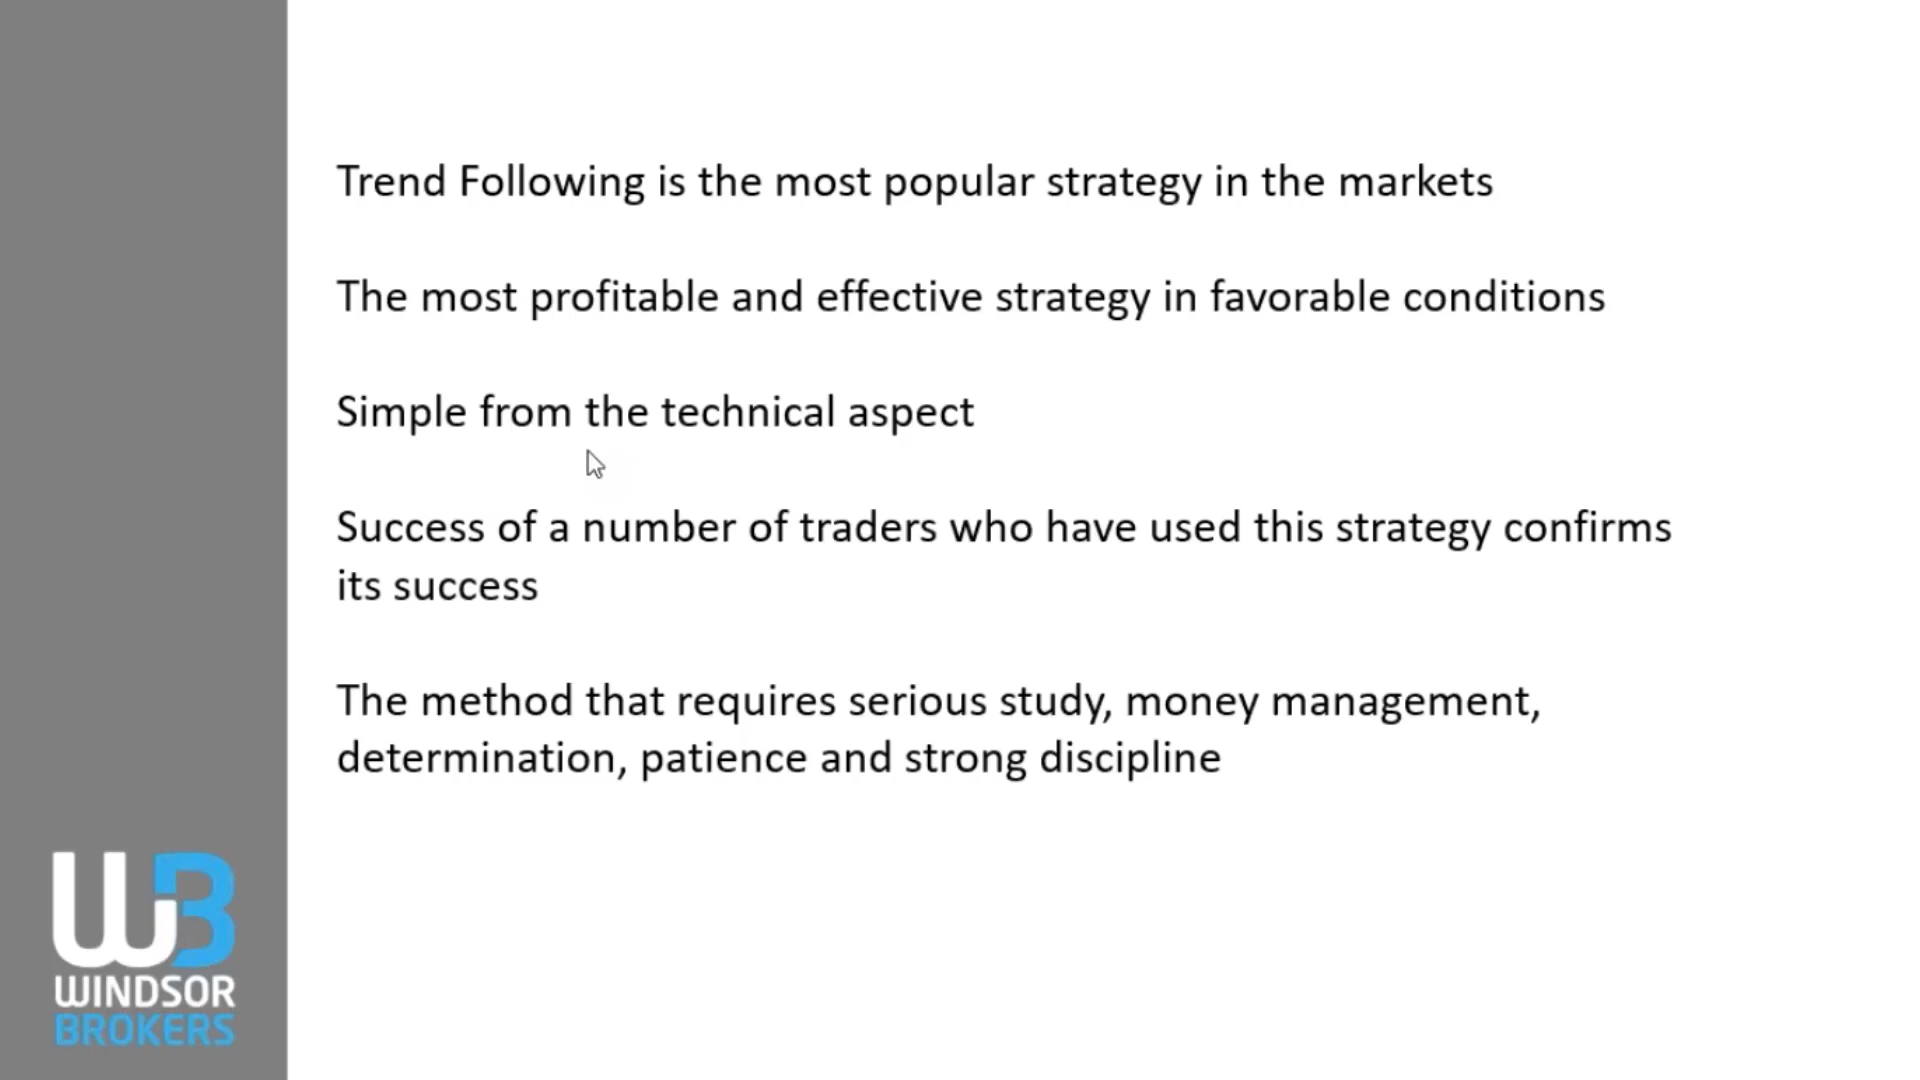 Trend Following is the most popular strategy in the markets
The most profitable and effective strategy in favorable conditions
Simple from the technical aspect
Success of a number of traders who have used this strategy confirms
its success
The method that requires serious study, money management,
determination, patience and strong discipline
WB
WINDSOR
BROKERS